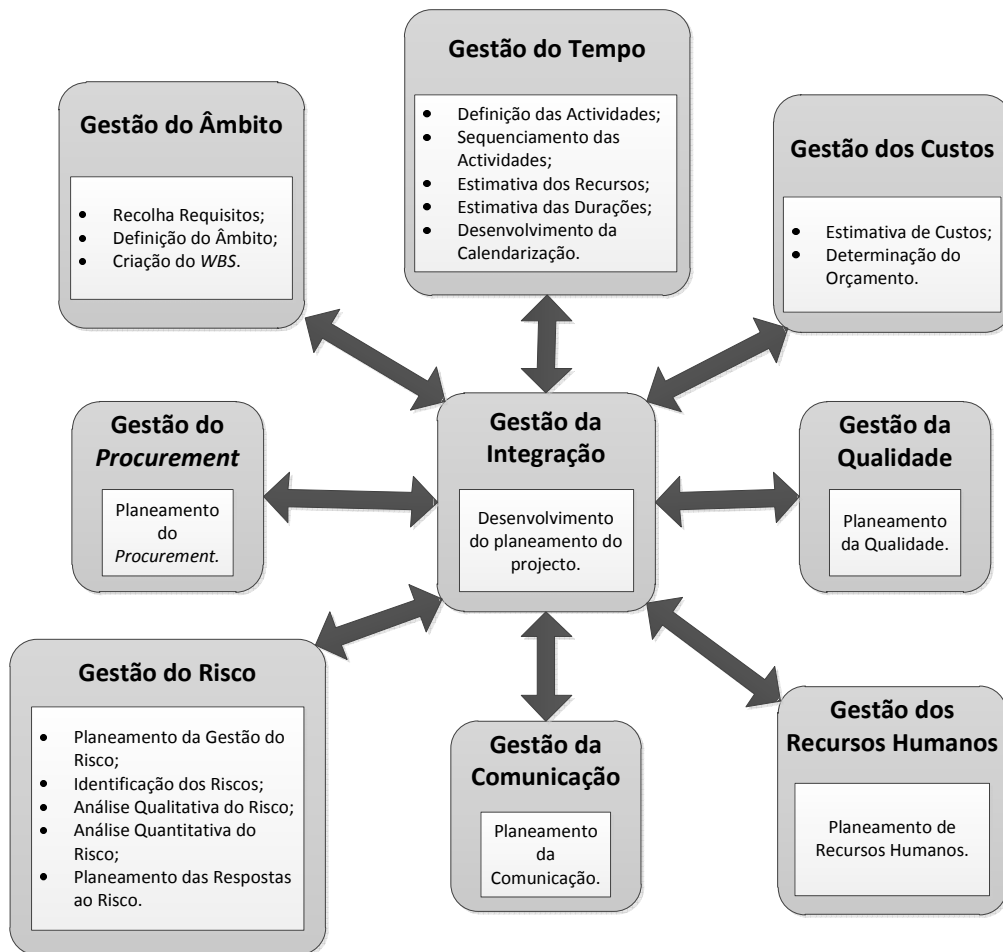 Gestão do Tempo
• Definição das Actividades;
• Sequenciamento das
Actividades;
• Estimativa dos Recursos;
• Estimativa das Durações;
• Desenvolvimento da
Calendarização.
Gestão do Âmbito
• Recolha Requisitos;
• Definição do Âmbito;
• Criação do WBS.
Gestão dos Custos
• Estimativa de Custos;
• Determinação do
Orçamento.
Gestão do
Procurement
Planeamento
do
Procurement.
Gestão da
Integração
Desenvolvimento
do planeamento do
projecto.
Gestão da
Qualidade
Planeamento
da Qualidade.
Gestão do Risco
• Planeamento da Gestão do
Risco;
• Identificação dos Riscos;
• Análise Qualitativa do Risco;
• Análise Quantitativa do
Risco;
• Planeamento das Respostas
ao Risco.
Gestão da
Comunicação
Planeamento
da
Comunicação.
Gestão dos
Recursos Humanos
Planeamento de
Recursos Humanos.